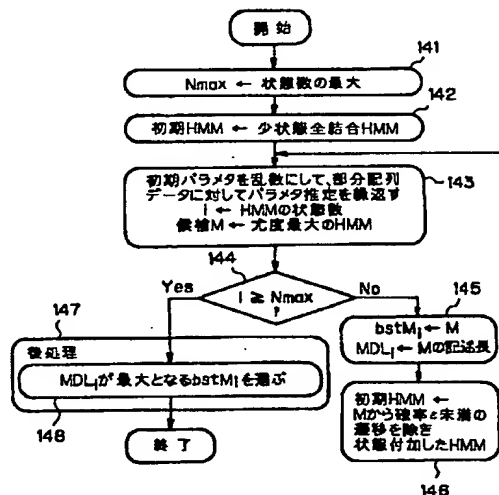 開始
141
Nmax ← 状態数の最大
142
初期HMM ← 少状態全結合HMM
143
初期パラメタを乱数にして、部分配列
データに対してパラメタ推定を繰返す
i ← HMMの状態数
候補M ← 尤度最大のHMM
144
i ≥ Nmax
?
Yes
No
145
bstMi ← M
MDLi ← Mの記述長
147
後処理
MDLiが最大となるbstMiを選ぶ
148
終了
初期HMM ←
Mから確率ε未満の
遷移を除き
状態付加したHMM
146